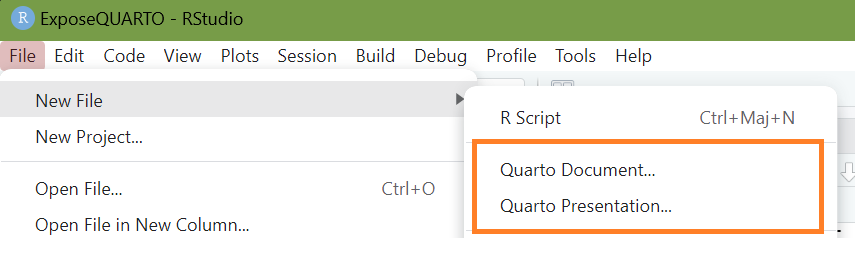 R ExposeQUARTO - RStudio
File Edit Code View Plots Session Build Debug Profile Tools Help
New File
New Project...
Open File... Ctrl+O
Open File in New Column...
R Script Ctrl+Maj+N
Quarto Document...
Quarto Presentation...